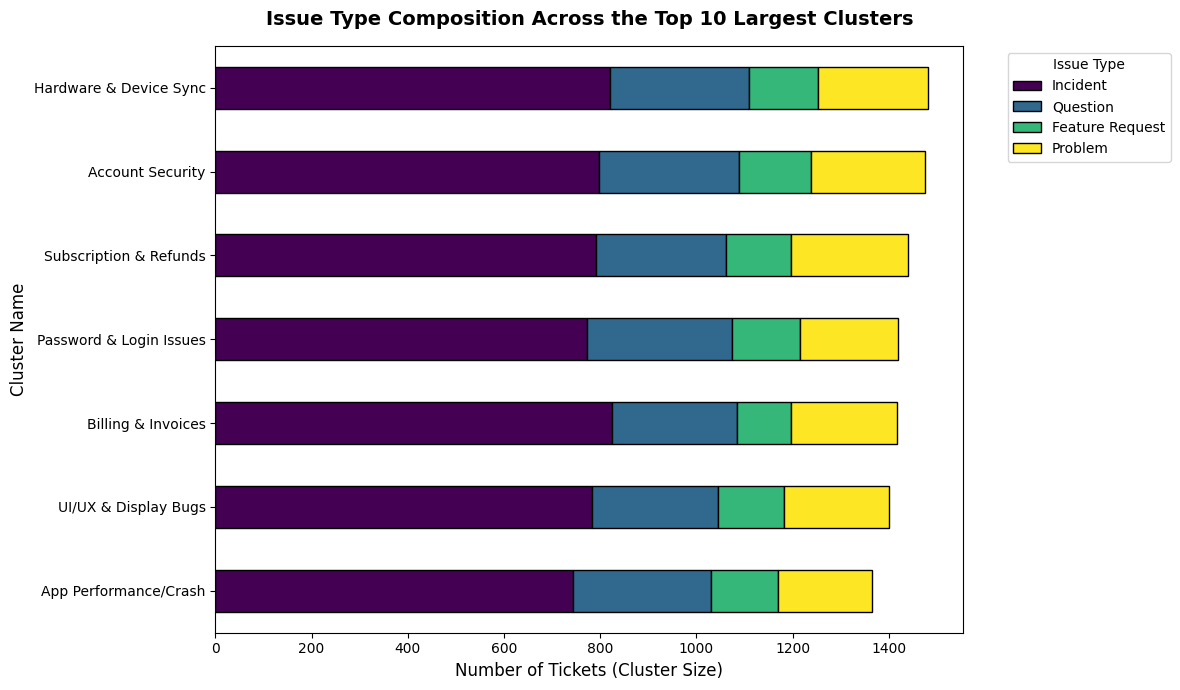 Issue Type Composition Across the Top 10 Largest Clusters
Issue Type
Incident
Question
Feature Request
Problem
Cluster Name
Hardware & Device Sync
Account Security
Subscription & Refunds
Password & Login Issues
Billing & Invoices
UI/UX & Display Bugs
App Performance/Crash
0 200 400 600 800 1000 1200 1400
Number of Tickets (Cluster Size)